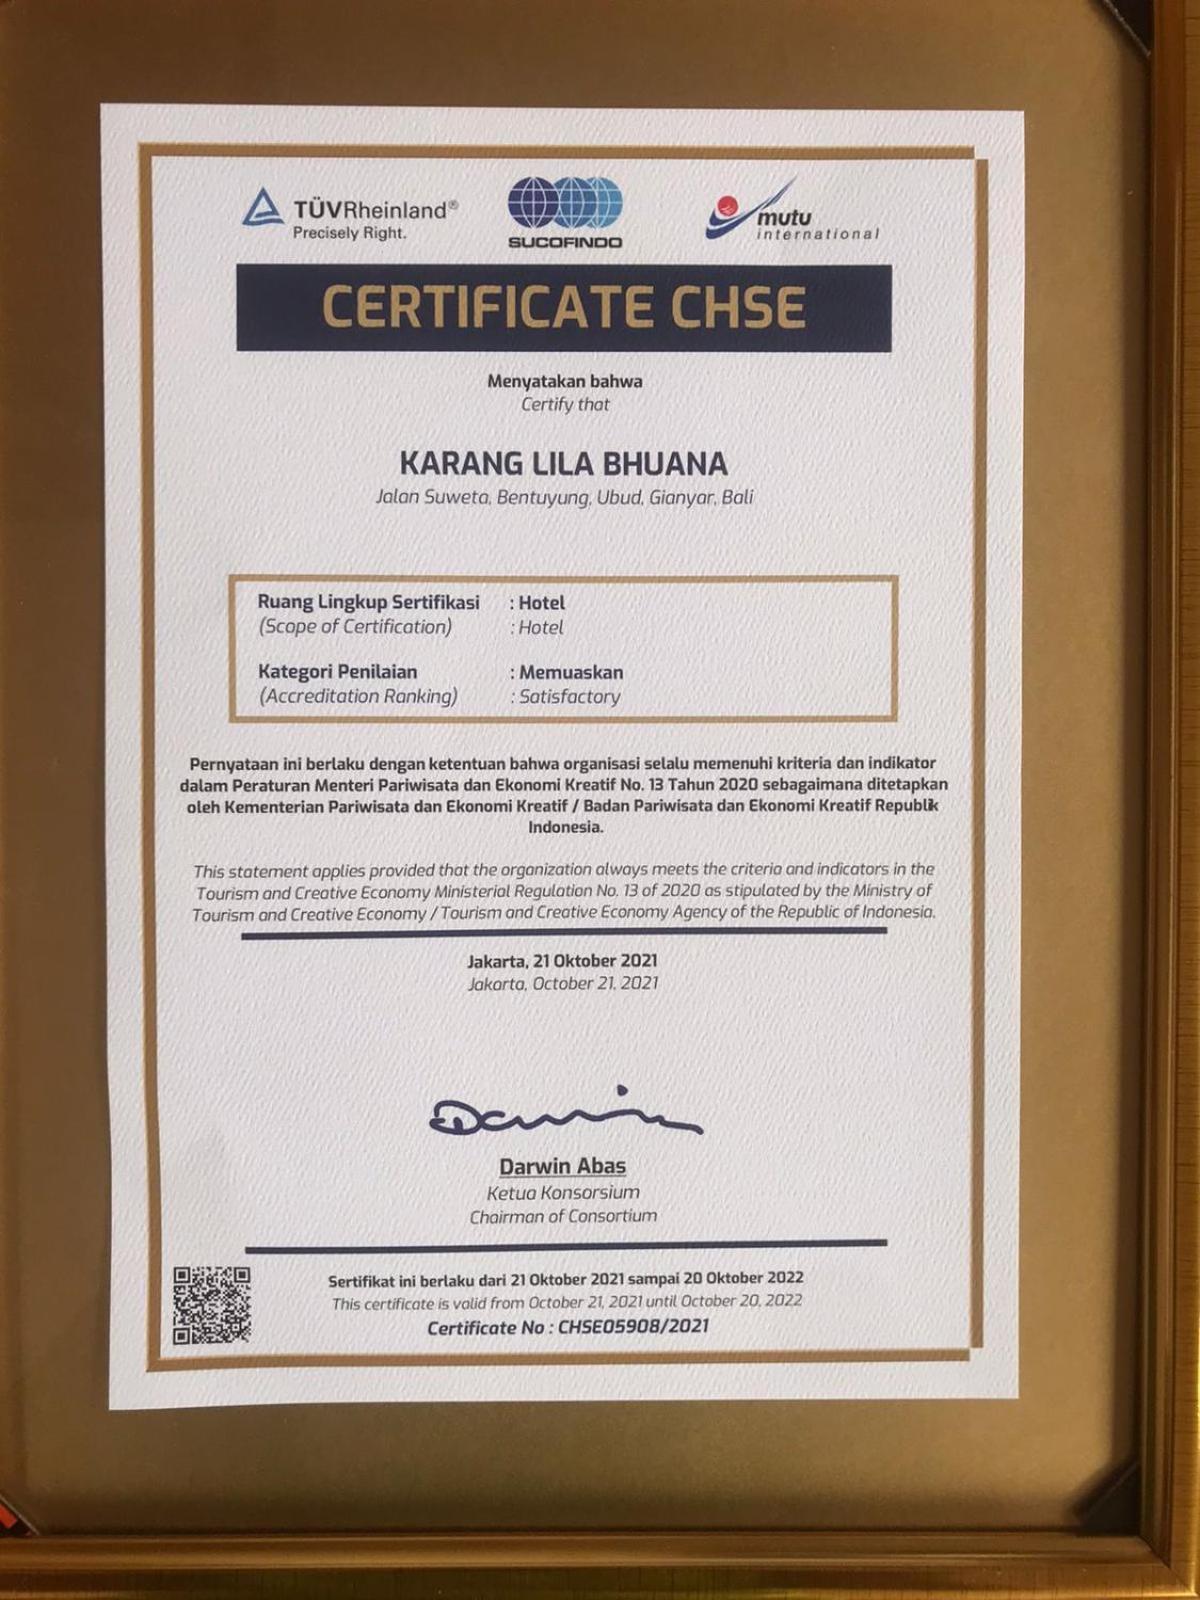 TÜVRheinland®
Precisely Right.
SUCOFINDO
mutu
international
CERTIFICATE CHSE
Menyatakan bahwa
Certify that
KARANG LILA BHUANA
Jalan Suweta, Bentuyung, Ubud, Gianyar, Bali
Ruang Lingkup Sertifikasi : Hotel
(Scope of Certification) : Hotel
Kategori Penilaian : Memuaskan
(Accreditation Ranking) : Satisfactory
Pernyataan ini berlaku dengan ketentuan bahwa organisasi selalu memenuhi kriteria dan indikator
dalam Peraturan Menteri Pariwisata dan Ekonomi Kreatif No. 13 Tahun 2020 sebagaimana ditetapkan
oleh Kementerian Pariwisata dan Ekonomi Kreatif / Badan Pariwisata dan Ekonomi Kreatif Republik
Indonesia.
This statement applies provided that the organization always meets the criteria and indicators in the
Tourism and Creative Economy Ministerial Regulation No. 13 of 2020 as stipulated by the Ministry of
Tourism and Creative Economy / Tourism and Creative Economy Agency of the Republic of Indonesia.
Jakarta, 21 Oktober 2021
Jakarta, October 21, 2021
Darwin
Darwin Abas
Ketua Konsorsium
Chairman of Consortium
Sertifikat ini berlaku dari 21 Oktober 2021 sampai 20 Oktober 2022
This certificate is valid from October 21, 2021 until October 20, 2022
Certificate No : CHSE05908/2021